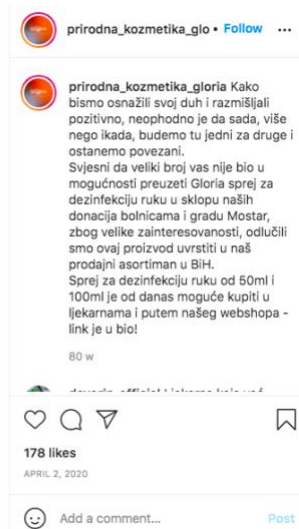 prirodna_kozmetika_glo • Follow ...
prirodna_kozmetika_gloria Kako
bismo osnažili svoj duh i razmišljali
pozitivno, neophodno je da sada, više
nego ikada, budemo tu jedni za druge i
ostanemo povezani.
Svjesni da veliki broj vas nije bio u
mogućnosti preuzeti Gloria sprej za
dezinfekciju ruku u sklopu naših
donacija bolnicama i gradu Mostar,
zbog velike zainteresovanosti, odlučili
smo ovaj proizvod uvrstiti u naš
prodajni asortiman u BiH.
Sprej za dezinfekciju ruku od 50ml i
100ml je od danas moguće kupiti u
ljekarnama i putem našeg webshopa -
link je u bio!
80 w
178 likes
APRIL 2, 2020
Add a comment...
Post